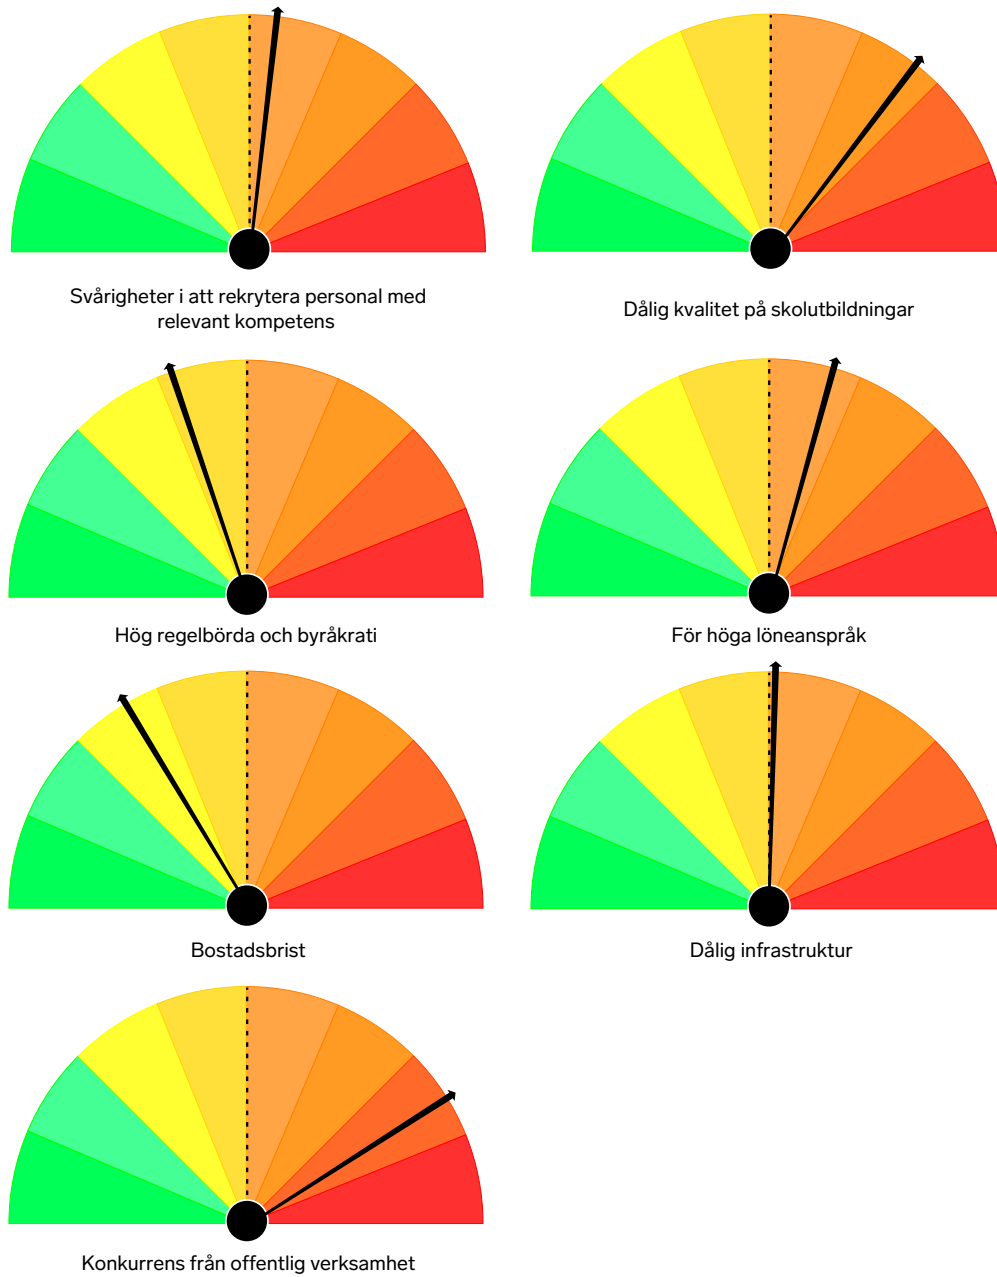 Svårigheter i att rekrytera personal med
relevant kompetens
Dålig kvalitet på skolutbildningar
Hög regelbörda och byråkrati
För höga löneanspråk
Bostadsbrist
Dålig infrastruktur
Konkurrens från offentlig verksamhet